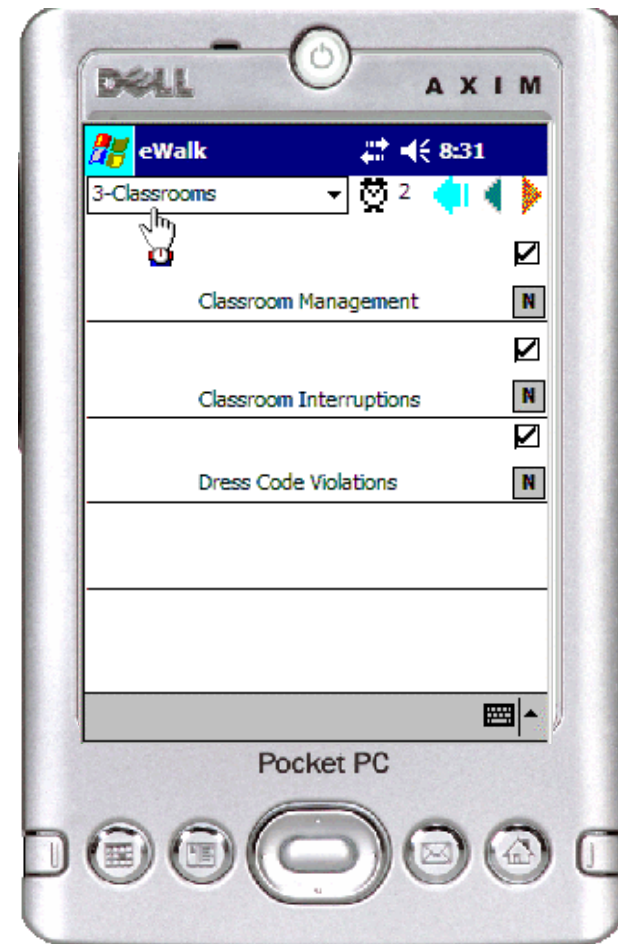 DELL
AXIM
eWalk 8:31
3-Classrooms 2
Classroom Management N
Classroom Interruptions N
Dress Code Violations N
Pocket PC